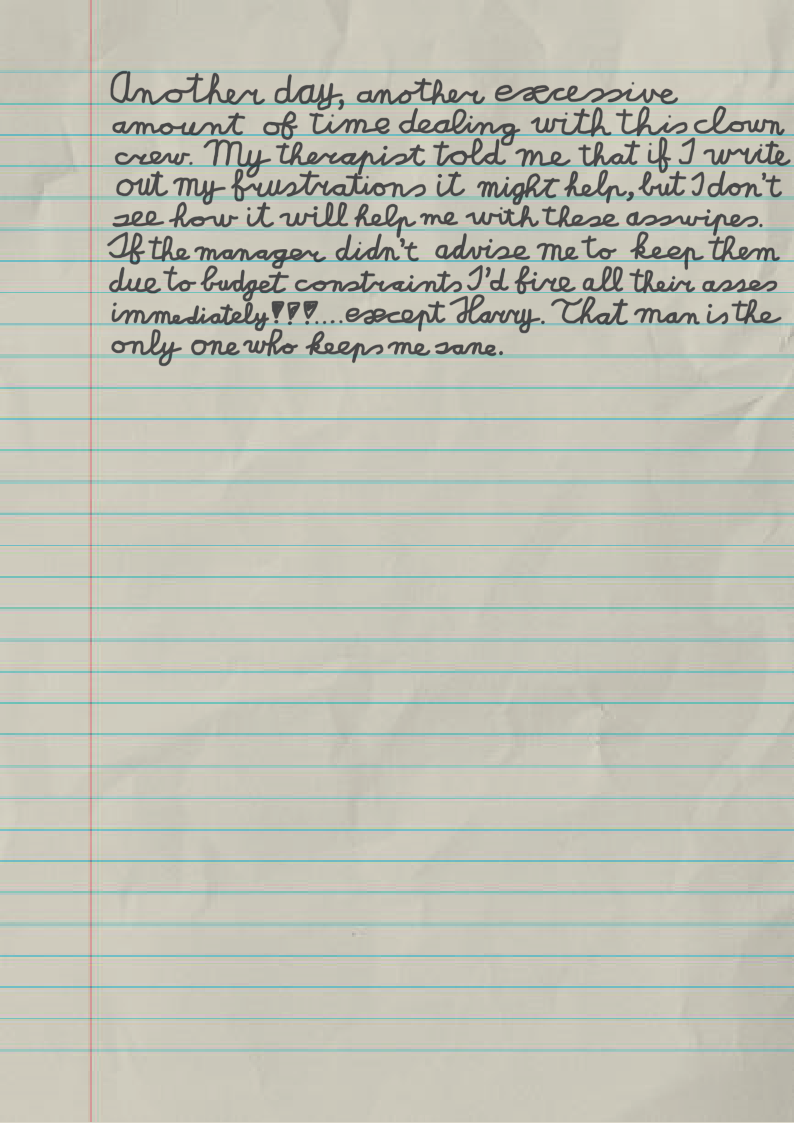 Another day, another excessive
amount of time dealing with this clown
crew. My therapist told me that if I write
out my frustrations it might help, but I don't
see how it will help me with these asswipes.
If the manager didn't advise me to keep them
due to budget constraints I'd fire all their asses
immediately!!!....except Harry. That man is the
only one who keeps me sane.